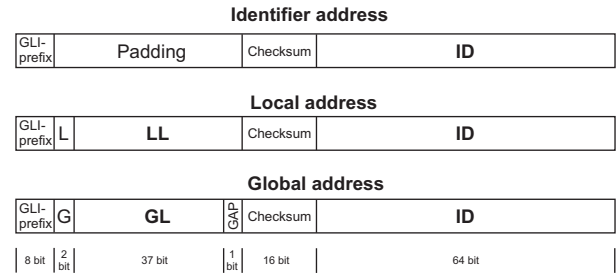 Identifier address
GLI-
prefix Padding Checksum ID
Local address
GLI-
prefix L LL Checksum ID
Global address
GLI-
prefix G GL GAP Checksum ID
8 bit 2
bit 37 bit 1
bit 16 bit 64 bit